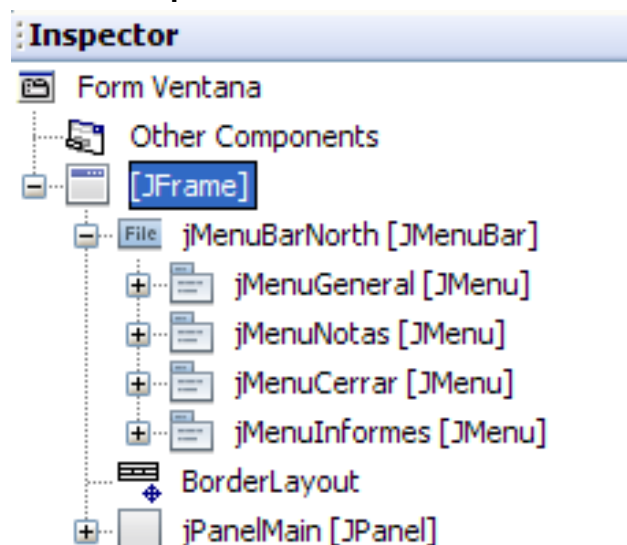 Inspector
Form Ventana
Other Components
[JFrame]
File jMenuBarNorth [JMenuBar]
jMenuGeneral [JMenu]
jMenuNotas [JMenu]
jMenuCerrar [JMenu]
jMenuInformes [JMenu]
BorderLayout
jPanelMain [JPanel]